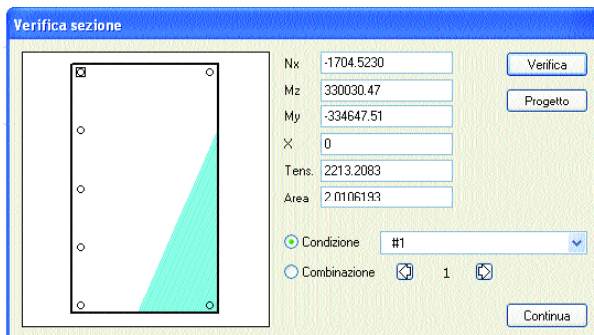 Verifica sezione
Nx -1704.5230
Mz 330030.47
My -334647.51
X 0
Tens. 2213.2083
Area 2.0106193
Verifica
Progetto
Condizione #1
Combinazione 1
Continua